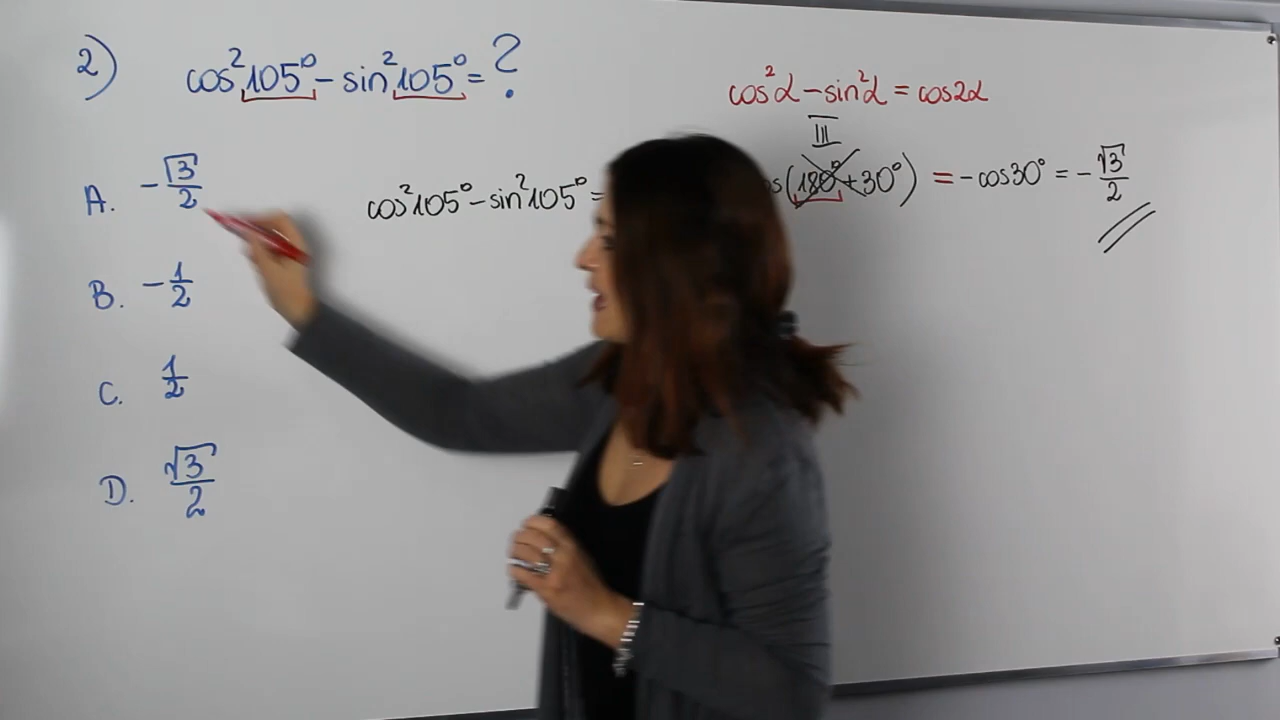 2) cos²105° - sin²105° = ?
cos²α - sin²α = cos2α
III
A. -√3/2
cos²105° - sin²105° = s(180° + 30°) = -cos30° = -√3/2
B. -1/2
C. 1/2
D. √3/2